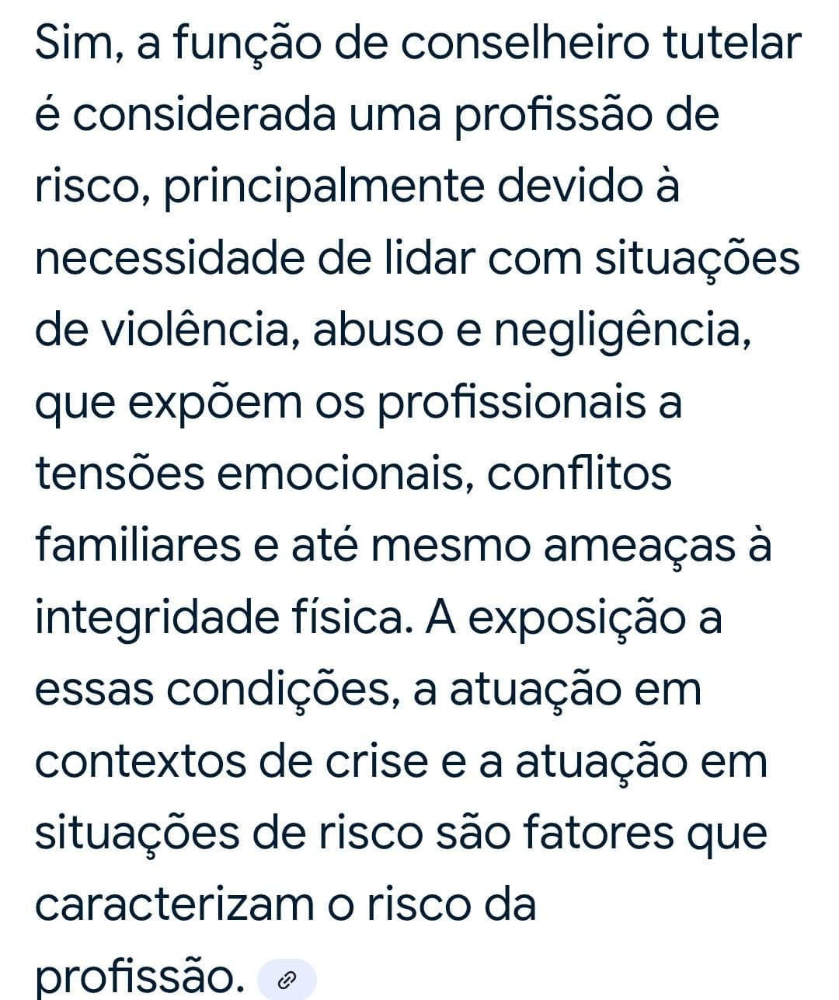 Sim, a função de conselheiro tutelar
é considerada uma profissão de
risco, principalmente devido à
necessidade de lidar com situações
de violência, abuso e negligência,
que expõem os profissionais a
tensões emocionais, conflitos
familiares e até mesmo ameaças à
integridade física. A exposição a
essas condições, a atuação em
contextos de crise e a atuação em
situações de risco são fatores que
caracterizam o risco da
profissão.